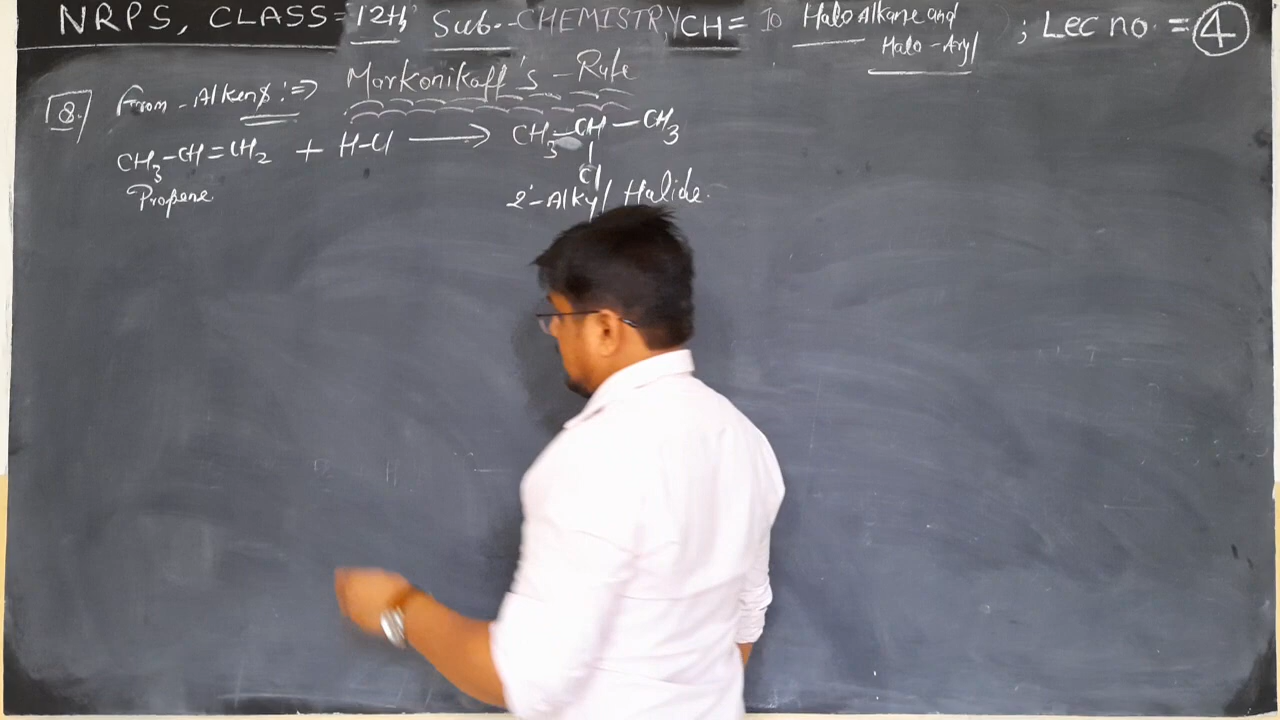 NRPS, CLASS=12th Sub.-CHEMISTRY, CH= 10 Halo Alkane and ; Lec no. = 4
Halo-Aryl
8. From - Alkens :⇒ Markonikoff's - Rule
CH3-CH=CH2 + H-Cl ⟶ CH3-CH-CH3
Cl
Propene
2°-Alkyl Halide.